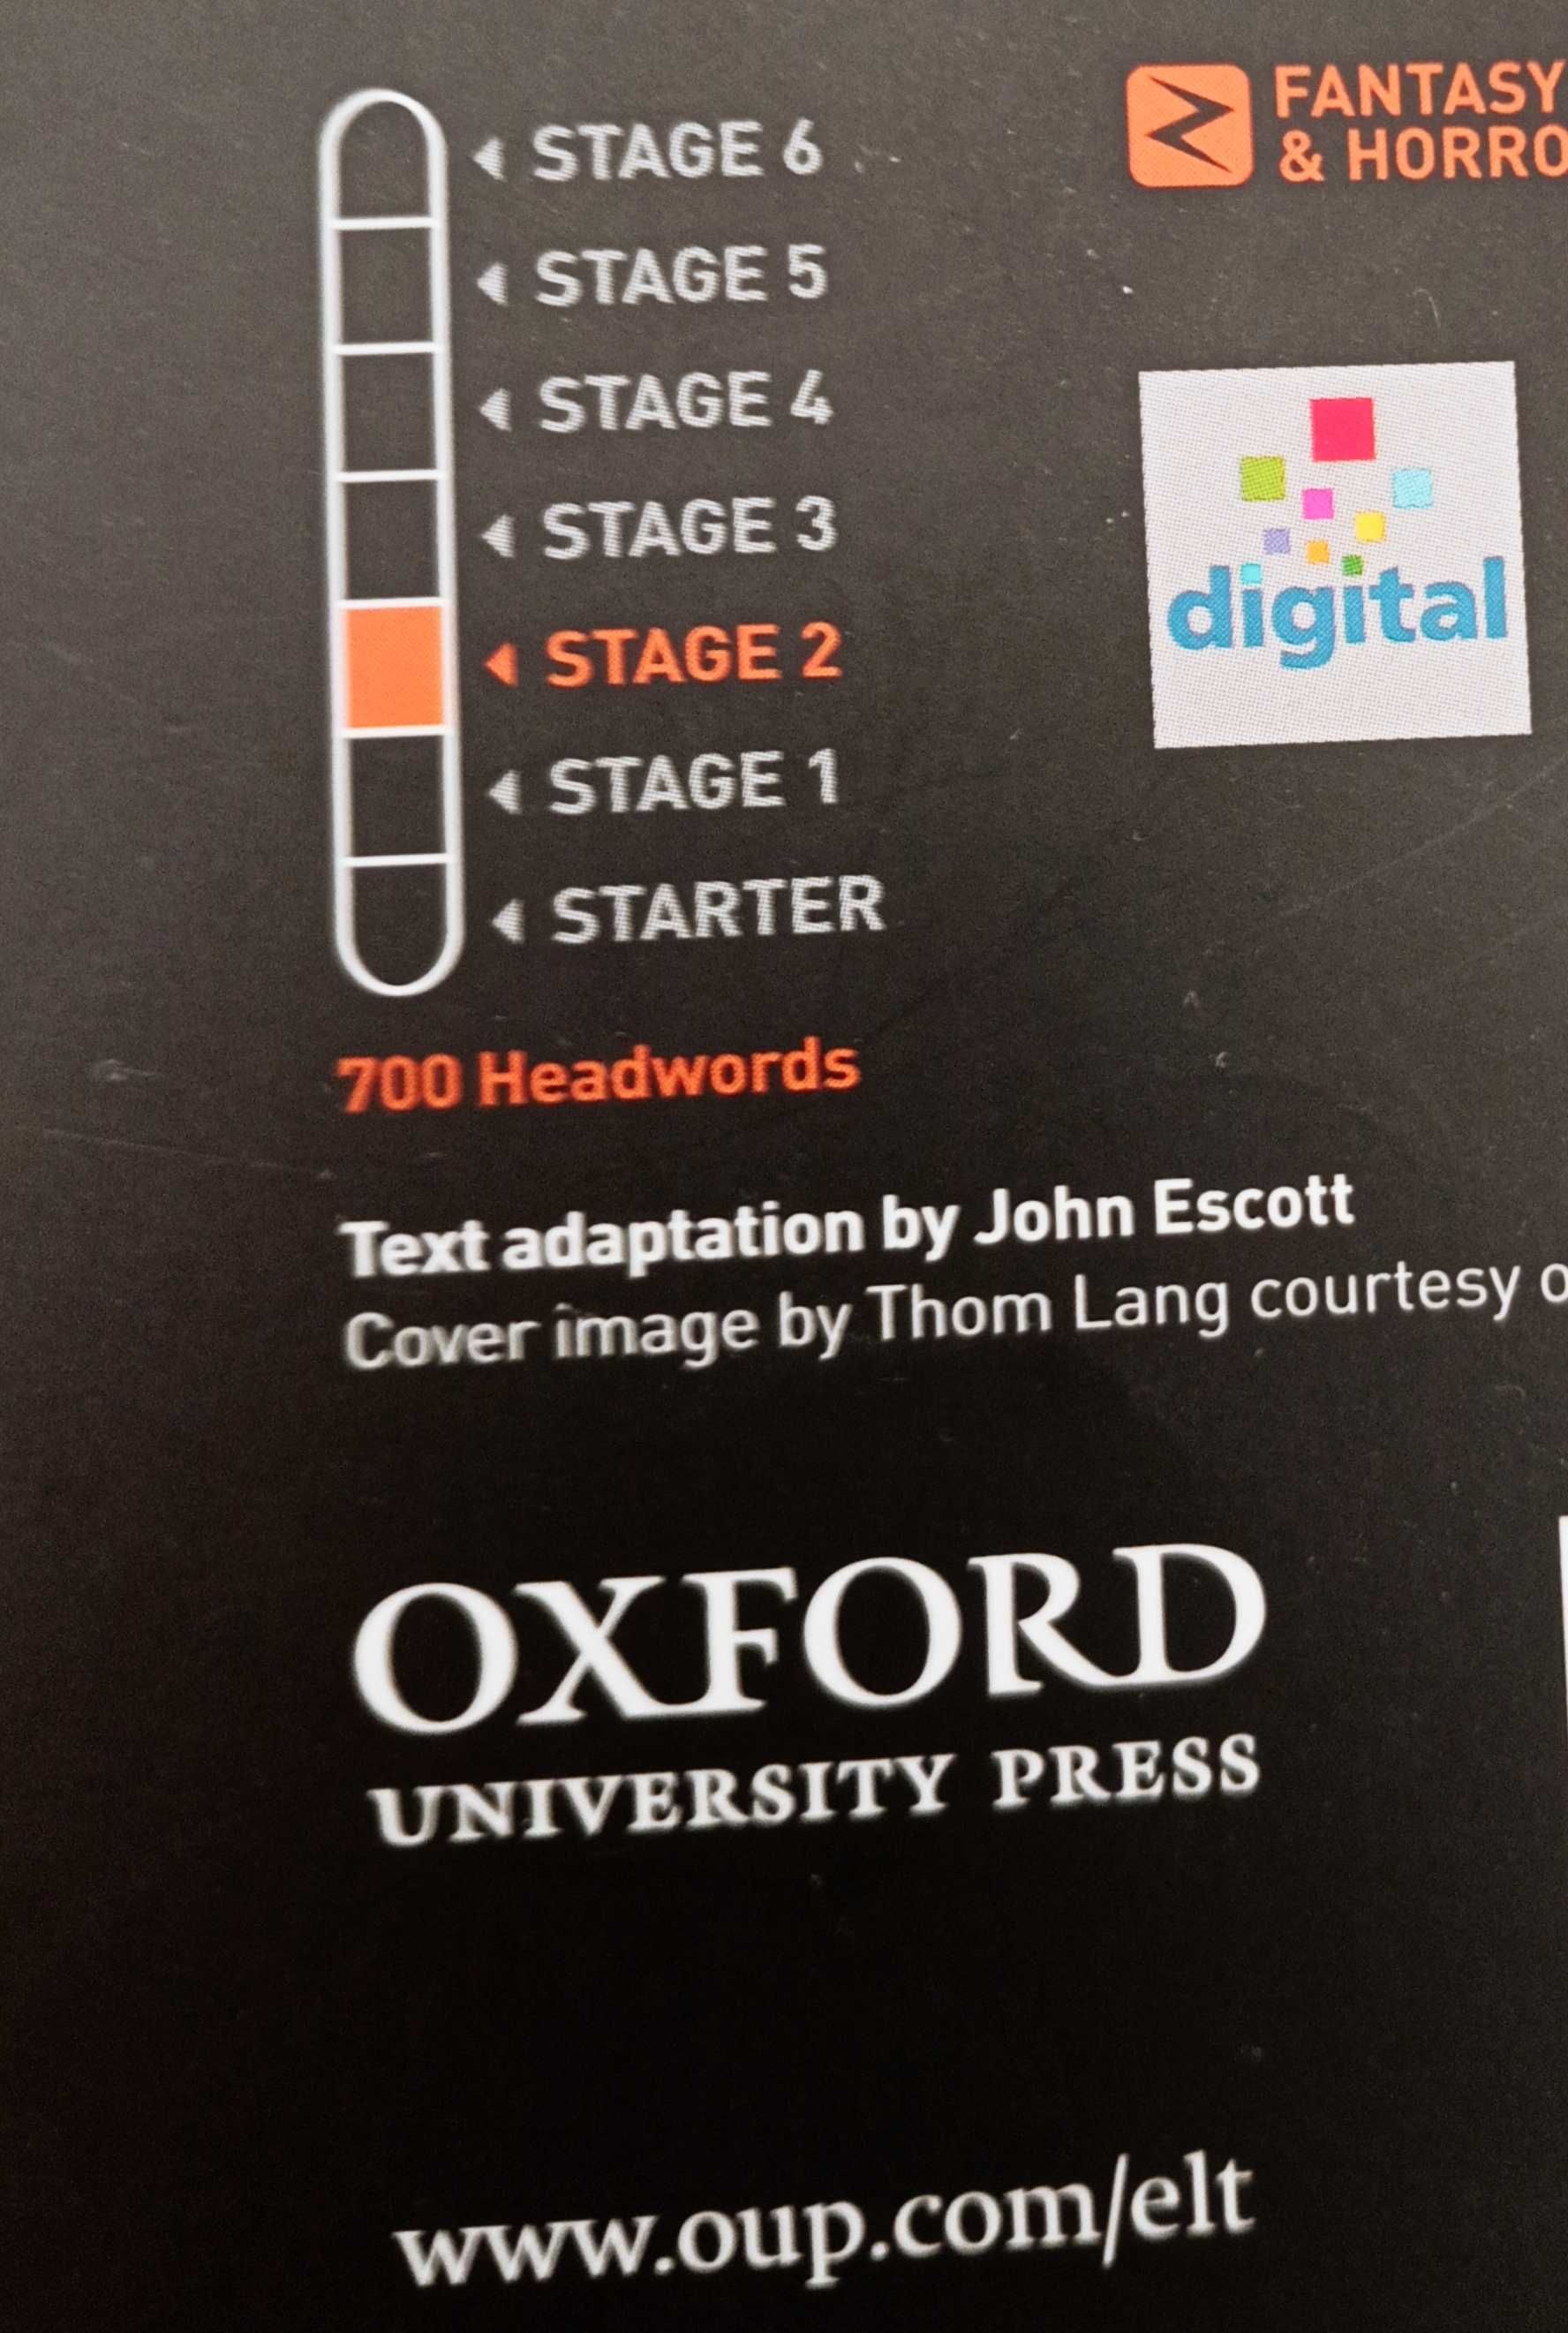 STAGE 6
STAGE 5
STAGE 4
STAGE 3
STAGE 2
STAGE 1
STARTER
700 Headwords
FANTASY
& HORRO
digital
Text adaptation by John Escott
Cover image by Thom Lang courtesy o
OXFORD
UNIVERSITY PRESS
www.oup.com/elt